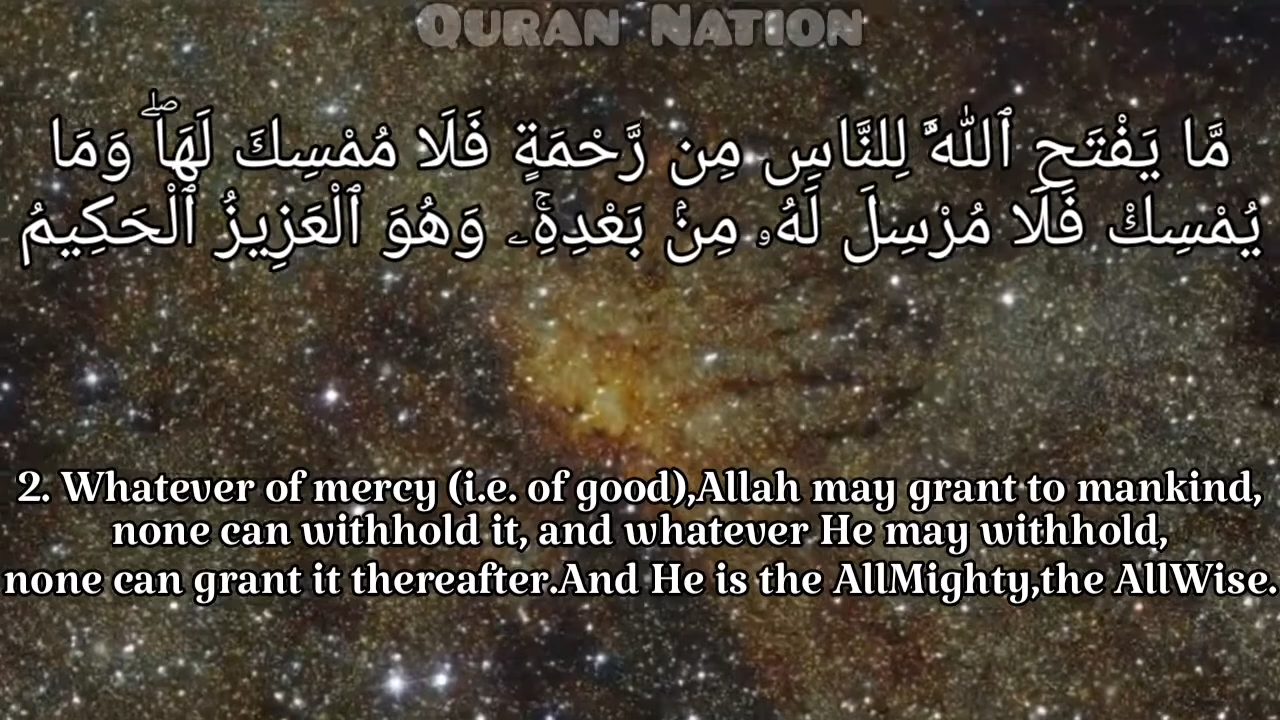 QURAN NATION
مَّا يَفْتَحِ ٱللَّهُ لِلنَّاسِ مِن رَّحْمَةٍ فَلَا مُمْسِكَ لَهَاۖ وَمَا
يُمْسِكْ فَلَا مُرْسِلَ لَهُۥ مِنۢ بَعْدِهِۦۚ وَهُوَ ٱلْعَزِيزُ ٱلْحَكِيمُ
2. Whatever of mercy (i.e. of good),Allah may grant to mankind,
none can withhold it, and whatever He may withhold,
none can grant it thereafter.And He is the AllMighty,the AllWise.